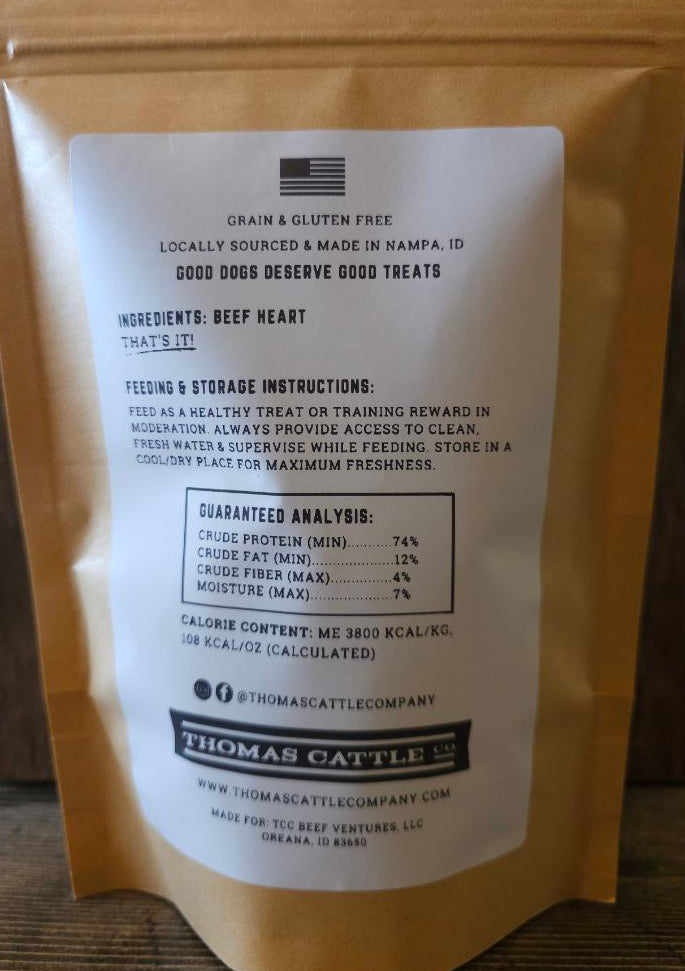 GRAIN & GLUTEN FREE
LOCALLY SOURCED & MADE IN NAMPA, ID
GOOD DOGS DESERVE GOOD TREATS
INGREDIENTS: BEEF HEART
THAT'S IT!
FEEDING & STORAGE INSTRUCTIONS:
FEED AS A HEALTHY TREAT OR TRAINING REWARD IN
MODERATION. ALWAYS PROVIDE ACCESS TO CLEAN,
FRESH WATER & SUPERVISE WHILE FEEDING. STORE IN A
COOL/DRY PLACE FOR MAXIMUM FRESHNESS.
GUARANTEED ANALYSIS:
CRUDE PROTEIN (MIN)..........74%
CRUDE FAT (MIN)....................12%
CRUDE FIBER (MAX)...............4%
MOISTURE (MAX)...................7%
CALORIE CONTENT: ME 3800 KCAL/KG,
108 KCAL/OZ (CALCULATED)
@THOMASCATTLECOMPANY
THOMAS CATTLE CO
WWW.THOMASCATTLECOMPANY.COM
MADE FOR: TCC BEEF VENTURES, LLC
OREANA, ID 83650